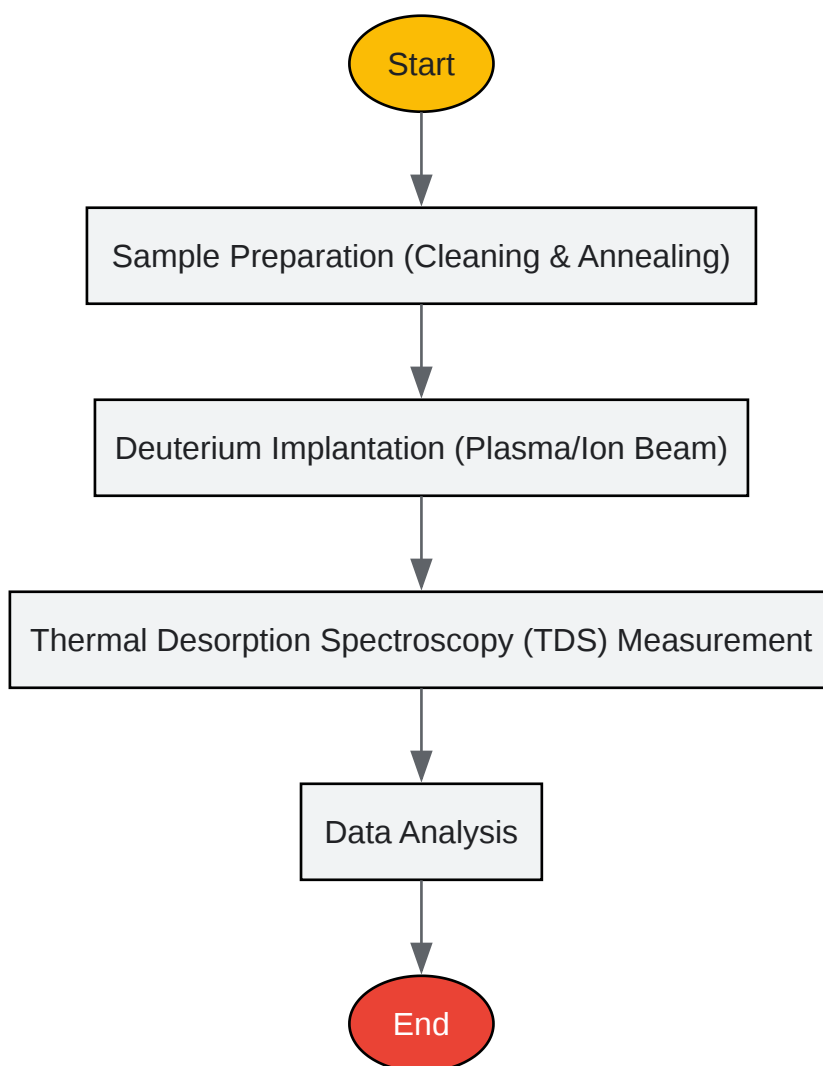 Start
Sample Preparation (Cleaning & Annealing)
Deuterium Implantation (Plasma/Ion Beam)
Thermal Desorption Spectroscopy (TDS) Measurement
Data Analysis
End